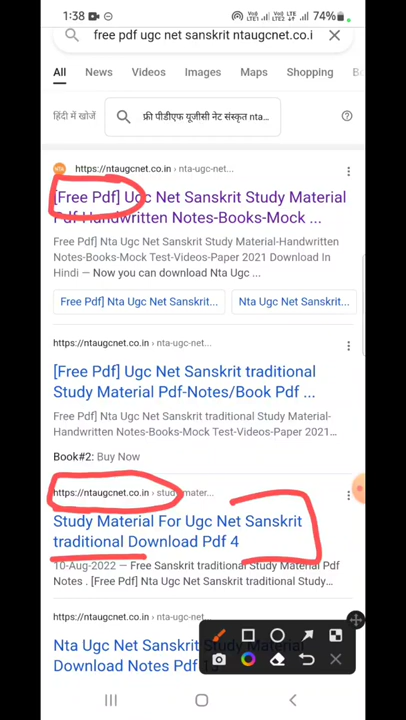 1:38
Vo) LTE1
Vo) LTE2
74%
free pdf ugc net sanskrit ntaugcnet.co.i
All News Videos Images Maps Shopping
हिंदी में खोजें
फ्री पीडीएफ यूजीसी नेट संस्कृत nta...
https://ntaugcnet.co.in › nta-ugc-net...
[Free Pdf] Ugc Net Sanskrit Study Material
Pdf Handwritten Notes-Books-Mock ...
Free Pdf] Nta Ugc Net Sanskrit Study Material-Handwritten
Notes-Books-Mock Test-Videos-Paper 2021 Download In
Hindi — Now you can download Nta Ugc ...
Free Pdf] Nta Ugc Net Sanskrit...
Nta Ugc Net Sanskrit...
https://ntaugcnet.co.in › nta-ugc-net...
[Free Pdf] Ugc Net Sanskrit traditional
Study Material Pdf-Notes/Book Pdf ...
Free Pdf] Nta Ugc Net Sanskrit traditional Study Material-
Handwritten Notes-Books-Mock Test-Videos-Paper 2021...
Book#2: Buy Now
https://ntaugcnet.co.in › study-mater...
Study Material For Ugc Net Sanskrit
traditional Download Pdf 4
10-Aug-2022 — Free Sanskrit traditional Study Material Pdf
Notes . [Free Pdf] Nta Ugc Net Sanskrit traditional Study...
https://ntaugcnet.co.in › nta-ugc-net...
Nta Ugc Net Sanskrit Study Material
Download Notes Pdf